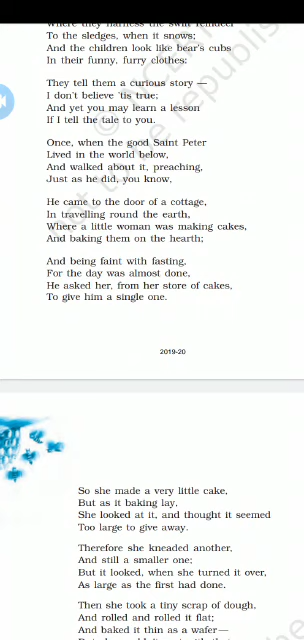 Where they harness the swift reindeer
To the sledges, when it snows;
And the children look like bear's cubs
In their funny, furry clothes:
They tell them a curious story —
I don't believe 'tis true;
And yet you may learn a lesson
If I tell the tale to you.
Once, when the good Saint Peter
Lived in the world below,
And walked about it, preaching,
Just as he did, you know,
He came to the door of a cottage,
In travelling round the earth,
Where a little woman was making cakes,
And baking them on the hearth;
And being faint with fasting,
For the day was almost done,
He asked her, from her store of cakes,
To give him a single one.
2019-20
So she made a very little cake,
But as it baking lay,
She looked at it, and thought it seemed
Too large to give away.
Therefore she kneaded another,
And still a smaller one;
But it looked, when she turned it over,
As large as the first had done.
Then she took a tiny scrap of dough,
And rolled and rolled it flat;
And baked it thin as a wafer—